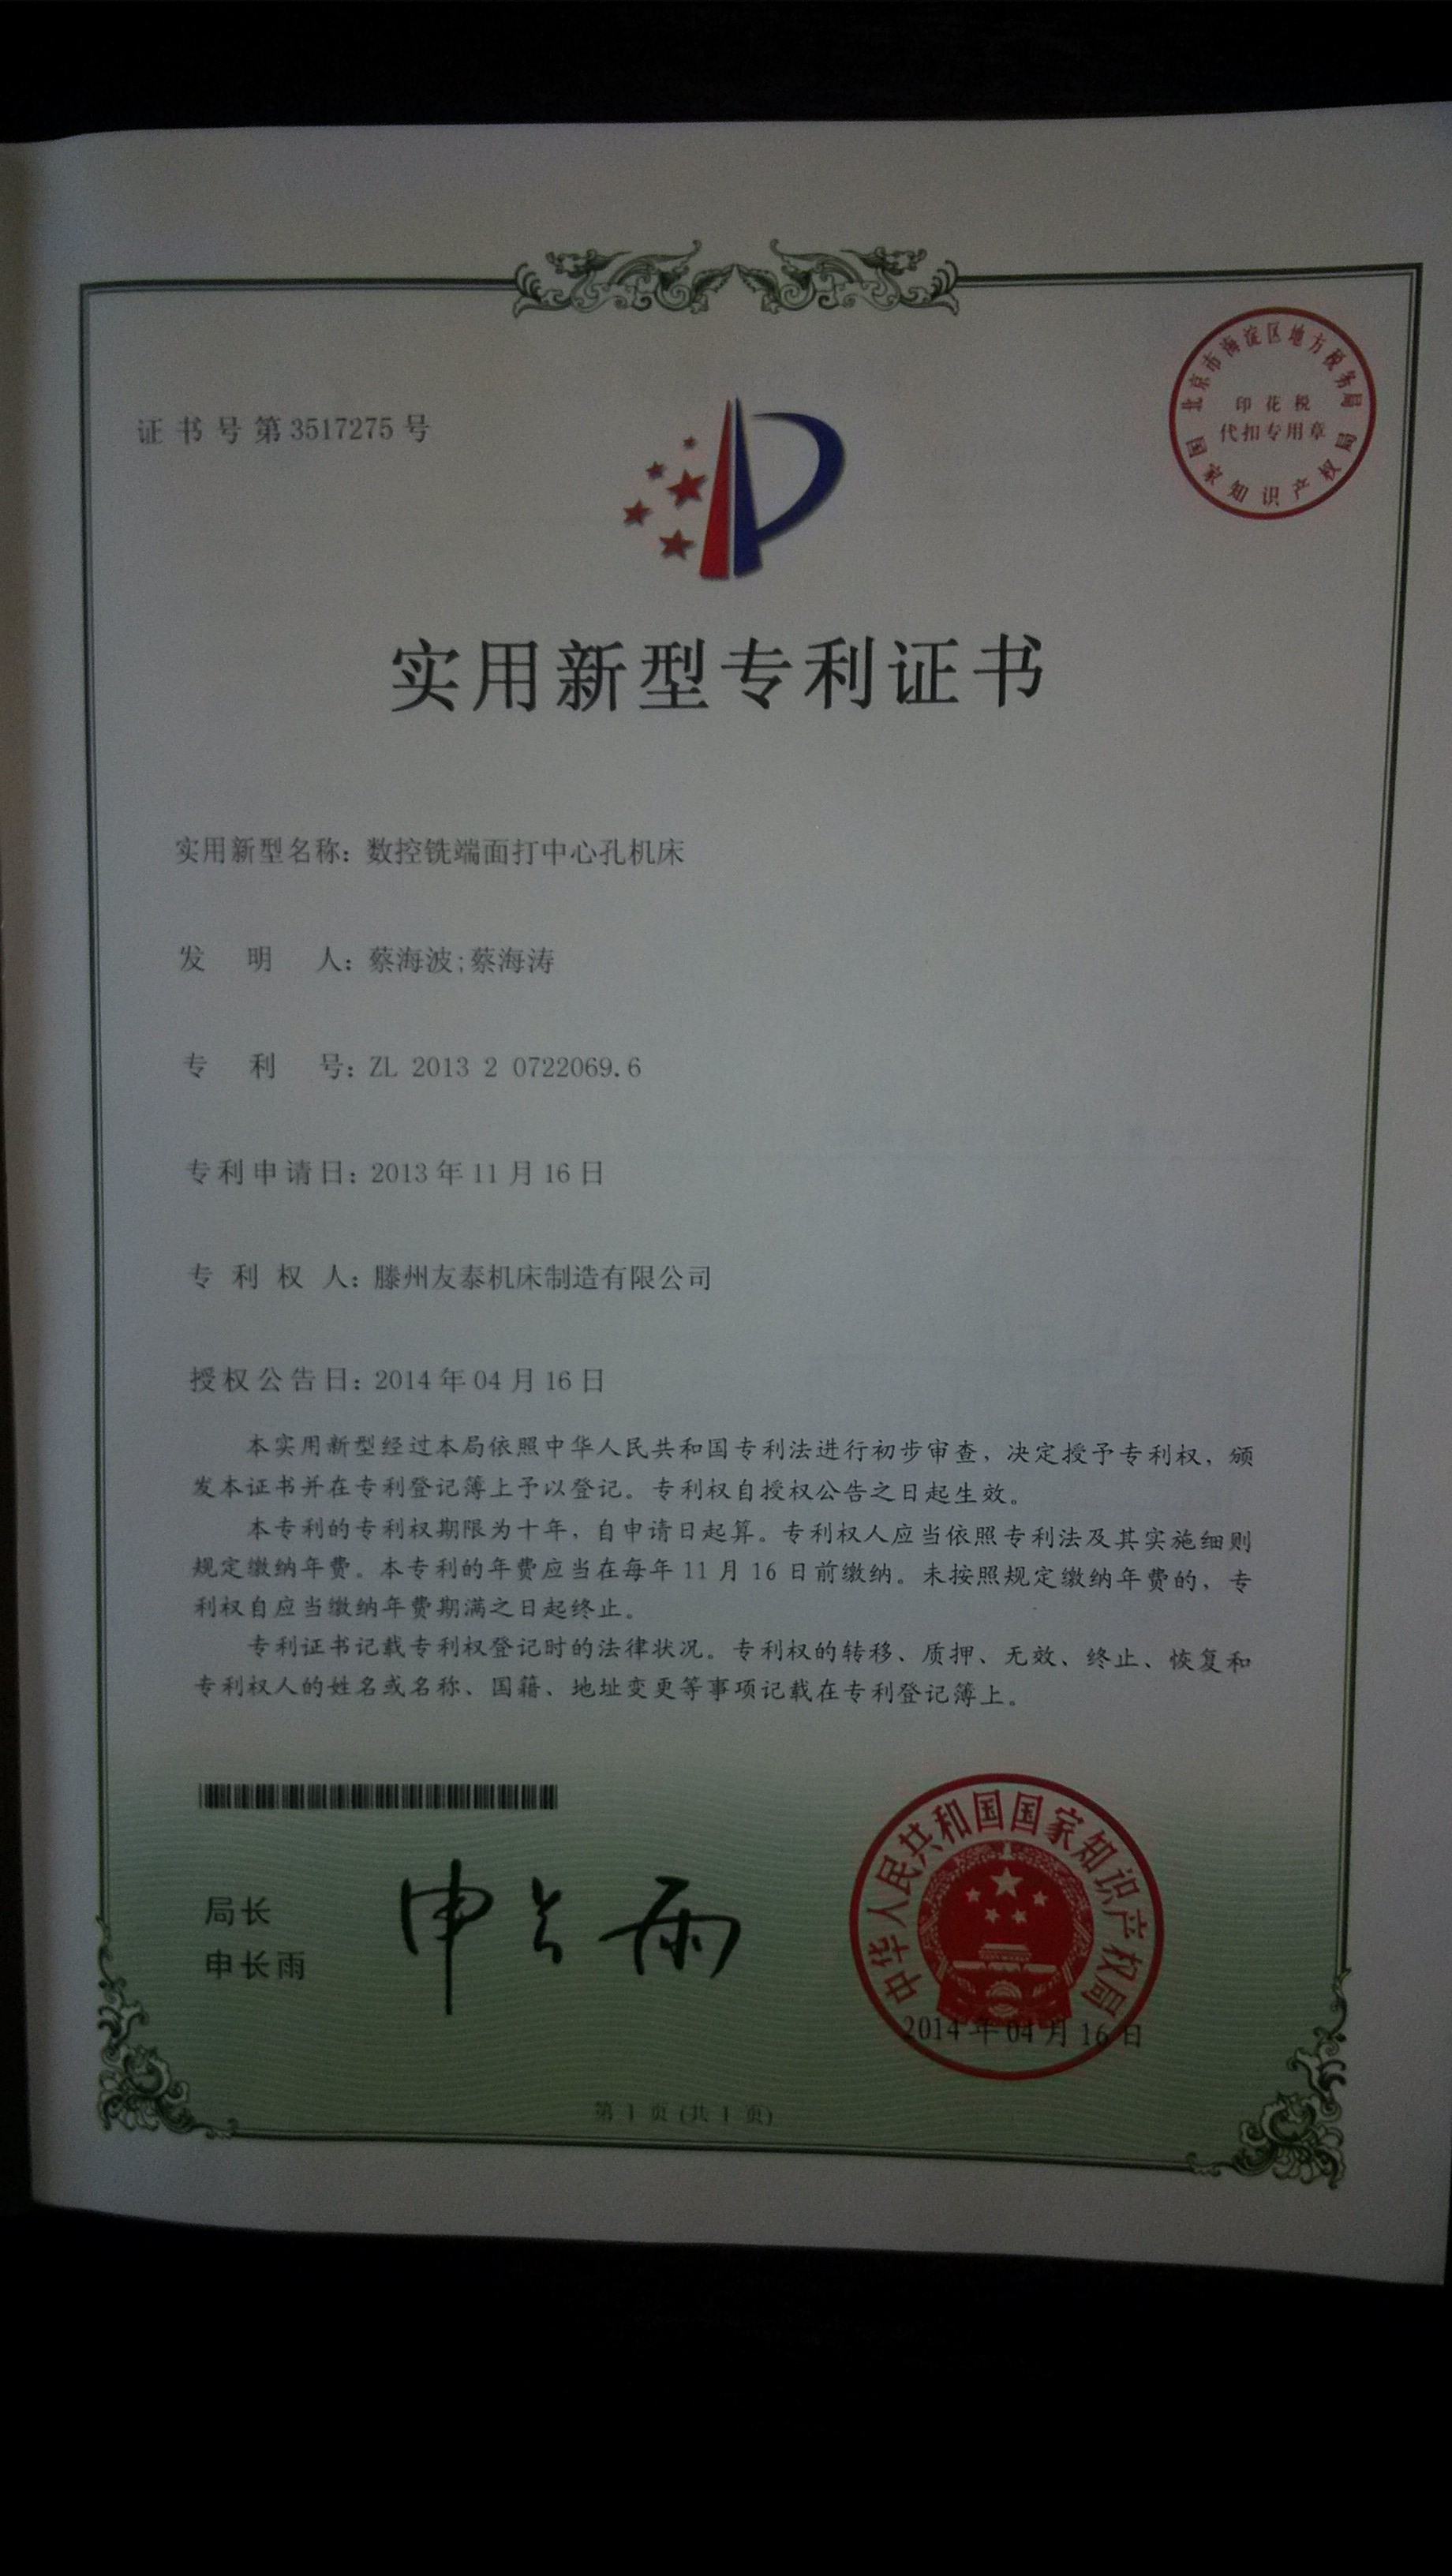 证书号第3517275号
北京市海淀区地方税务局
印花税
代扣专用章
国家知识产权局
实用新型专利证书
实用新型名称：数控铣端面打中心孔机床
发明人：蔡海波;蔡海涛
专利号：ZL 2013 2 0722069.6
专利申请日：2013年11月16日
专利权人：滕州友泰机床制造有限公司
授权公告日：2014年04月16日
本实用新型经过本局依照中华人民共和国专利法进行初步审查，决定授予专利权，颁
发本证书并在专利登记簿上予以登记。专利权自授权公告之日起生效。
本专利的专利权期限为十年，自申请日起算。专利权人应当依照专利法及其实施细则
规定缴纳年费。本专利的年费应当在每年11月16日前缴纳。未按照规定缴纳年费的，专
利权自应当缴纳年费期满之日起终止。
专利证书记载专利权登记时的法律状况。专利权的转移、质押、无效、终止、恢复和
专利权人的姓名或名称、国籍、地址变更等事项记载在专利登记簿上。
局长
申长雨
申长雨
中华人民共和国国家知识产权局
2014年04月16日
第1页(共1页)